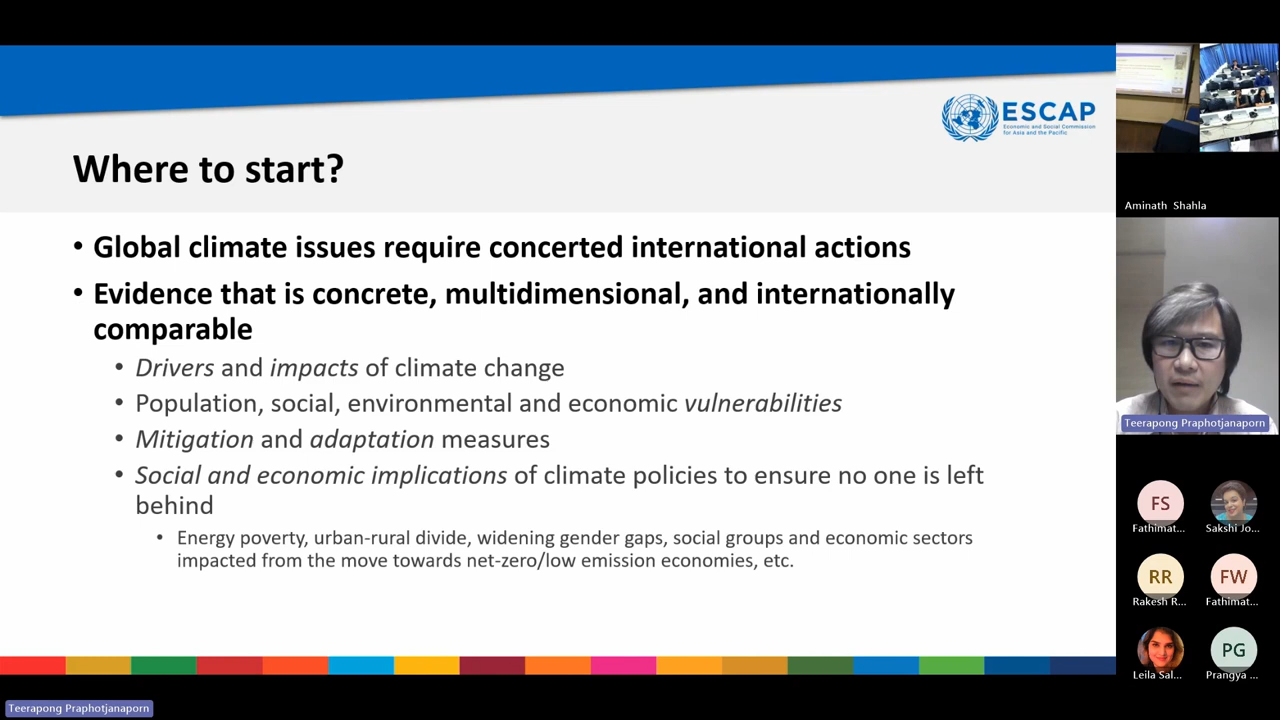 ESCAP
Economic and Social Commission
for Asia and the Pacific
Where to start?
• Global climate issues require concerted international actions
• Evidence that is concrete, multidimensional, and internationally
comparable
• Drivers and impacts of climate change
• Population, social, environmental and economic vulnerabilities
• Mitigation and adaptation measures
• Social and economic implications of climate policies to ensure no one is left
behind
• Energy poverty, urban-rural divide, widening gender gaps, social groups and economic sectors
impacted from the move towards net-zero/low emission economies, etc.
Aminath Shahla
Teerapong Praphotjanaporn
FS
Fathimat...
Sakshi Jo...
RR
Rakesh R...
FW
Fathimat...
Leila Sal...
PG
Prangya ...
Teerapong Praphotjanaporn